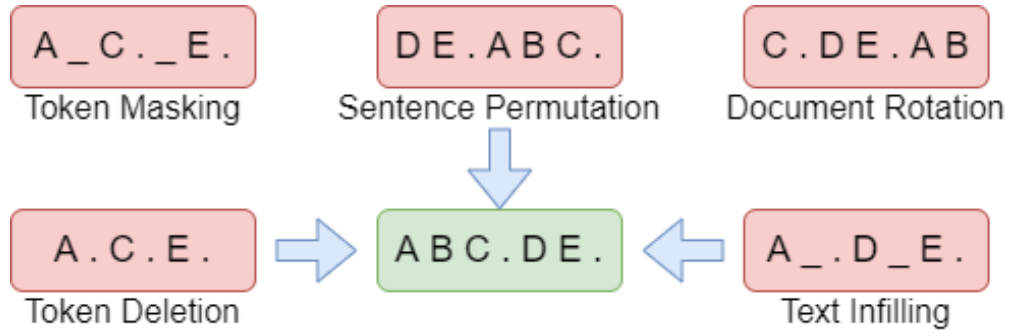 A _ C . _ E .
Token Masking
D E . A B C .
Sentence Permutation
C . D E . A B
Document Rotation
A . C . E .
Token Deletion
A B C . D E .
A _ . D _ E .
Text Infilling